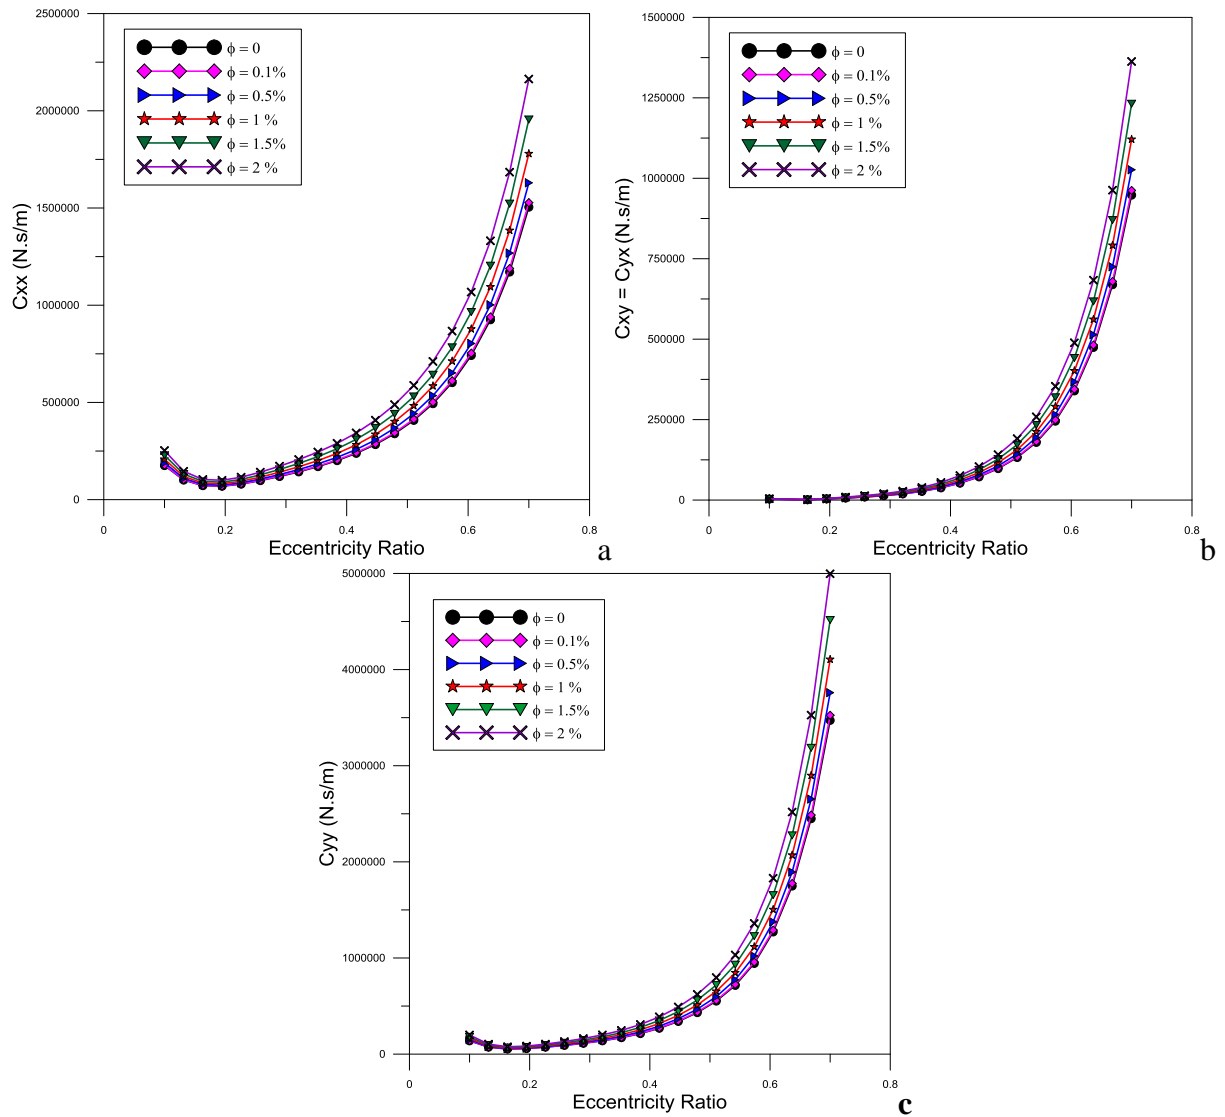 2500000
2000000
1500000
1000000
500000
0
Cxx (N.s/m)
ϕ = 0
ϕ = 0.1%
ϕ = 0.5%
ϕ = 1 %
ϕ = 1.5%
ϕ = 2 %
0 0.2 0.4 0.6 0.8
Eccentricity Ratio
a
1500000
1250000
1000000
750000
500000
250000
0
Cxy = Cyx (N.s/m)
ϕ = 0
ϕ = 0.1%
ϕ = 0.5%
ϕ = 1 %
ϕ = 1.5%
ϕ = 2 %
0 0.2 0.4 0.6 0.8
Eccentricity Ratio
b
5000000
4000000
3000000
2000000
1000000
0
Cyy (N.s/m)
ϕ = 0
ϕ = 0.1%
ϕ = 0.5%
ϕ = 1 %
ϕ = 1.5%
ϕ = 2 %
0 0.2 0.4 0.6 0.8
Eccentricity Ratio
c